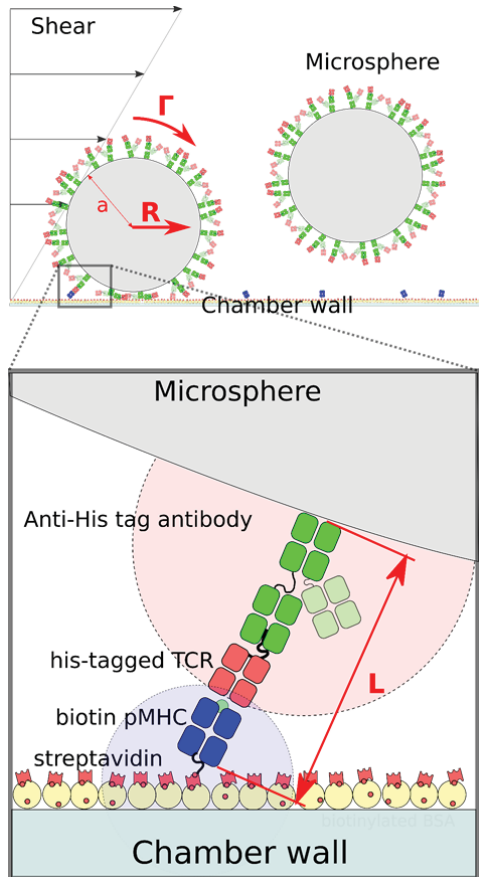 Shear
Microsphere
Γ
a
R
Chamber wall
Microsphere
Anti-His tag antibody
his-tagged TCR
L
biotin pMHC
streptavidin
biotinylated BSA
Chamber wall